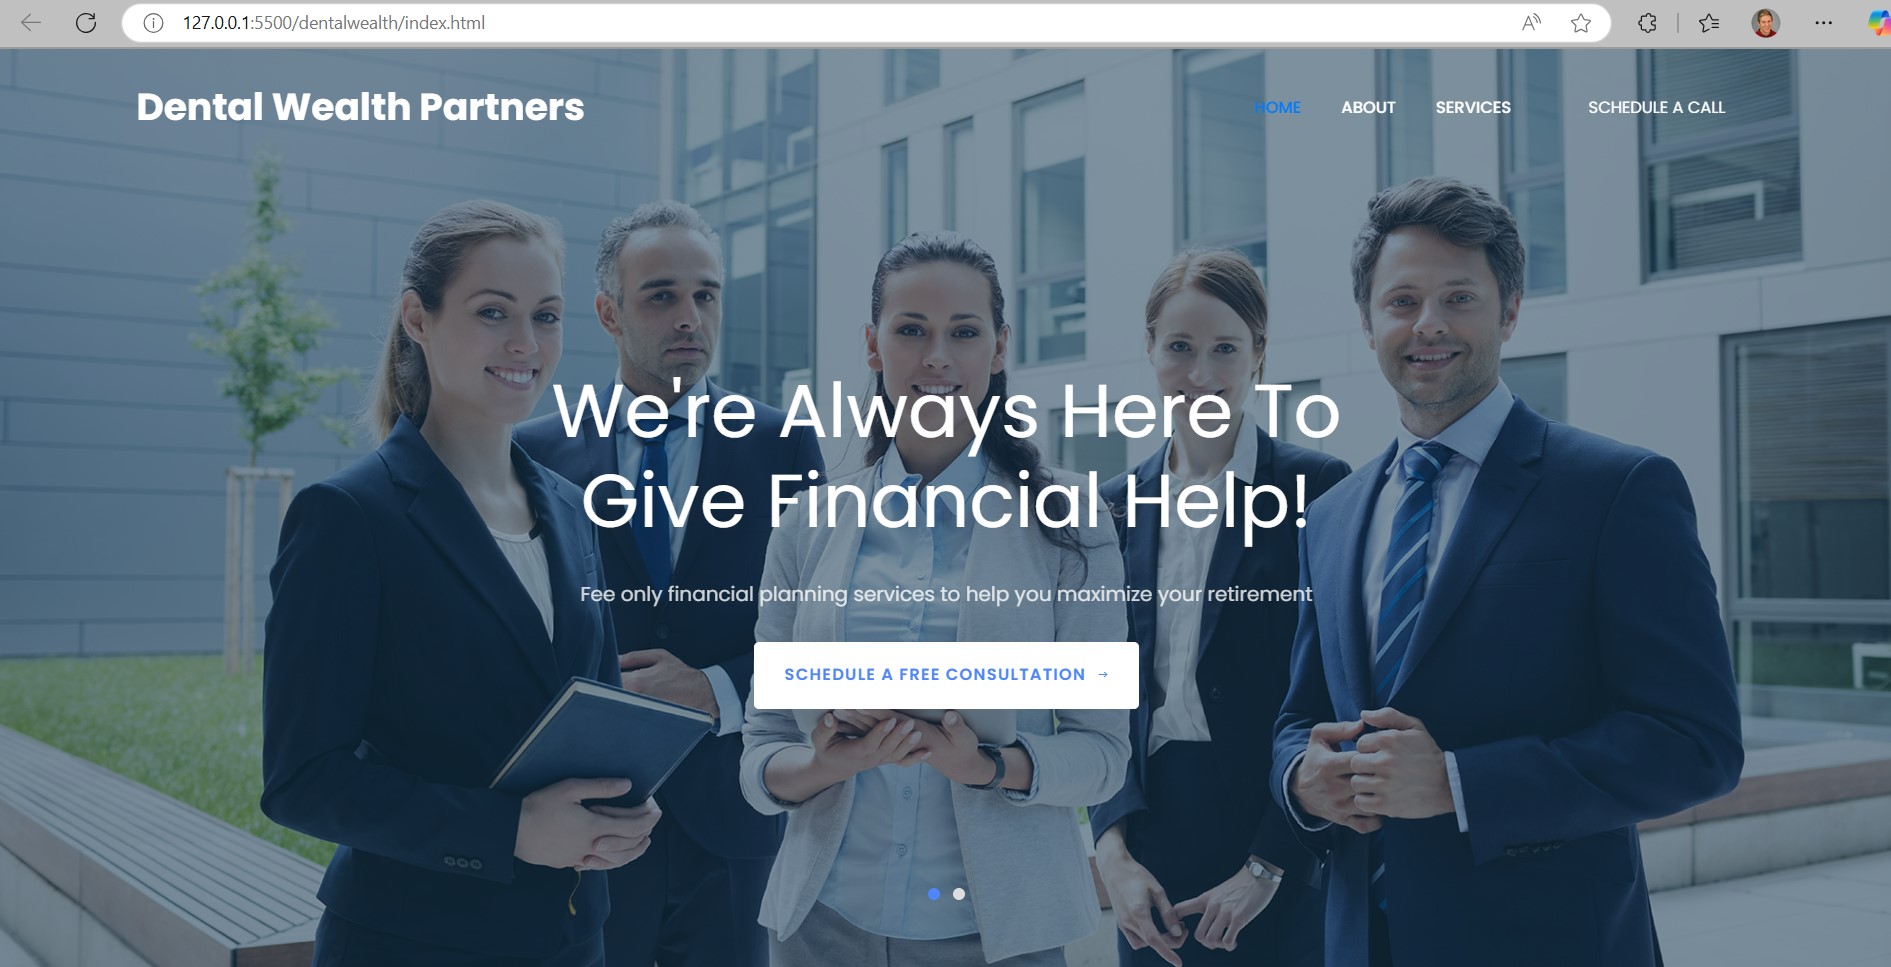 127.0.0.1:5500/dentalwealth/index.html
Dental Wealth Partners
HOME ABOUT SERVICES SCHEDULE A CALL
We're Always Here To
Give Financial Help!
Fee only financial planning services to help you maximize your retirement
SCHEDULE A FREE CONSULTATION →